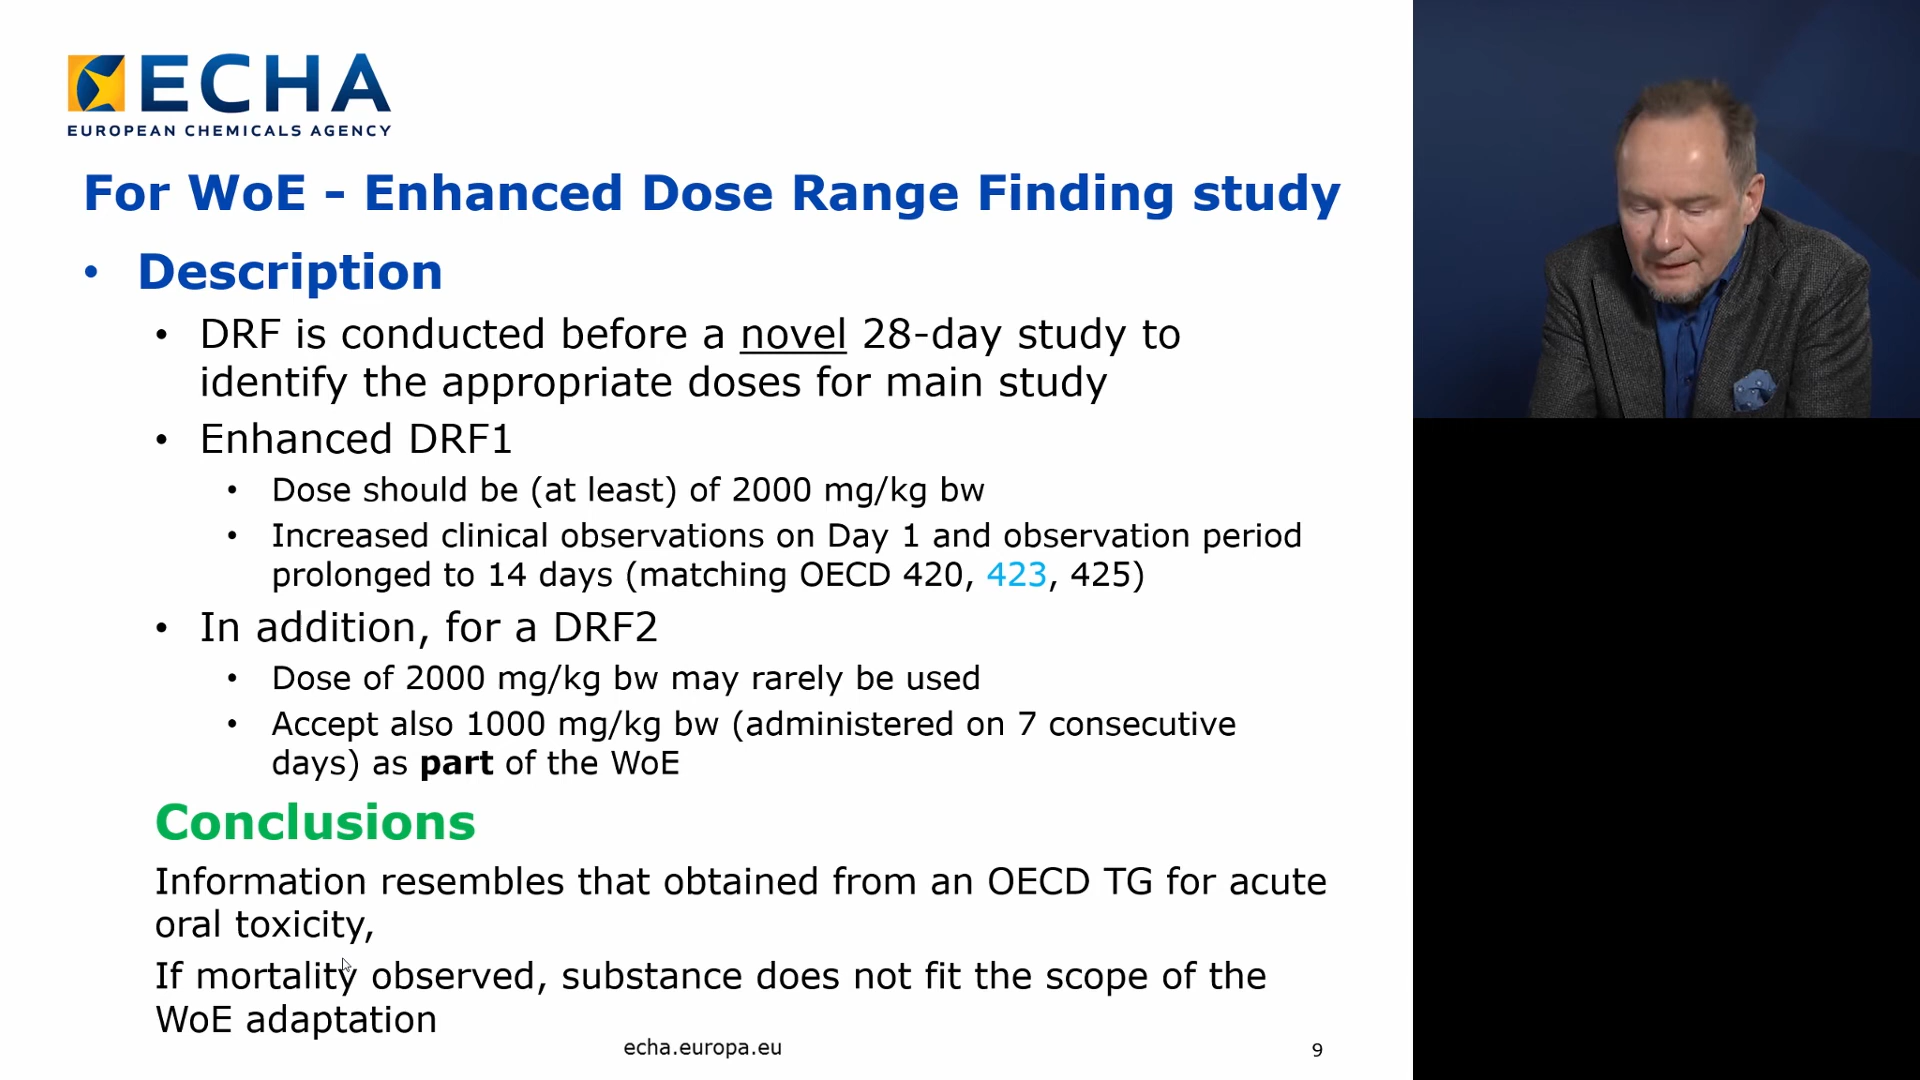 ECHA
EUROPEAN CHEMICALS AGENCY
For WoE - Enhanced Dose Range Finding study
• Description
• DRF is conducted before a novel 28-day study to
identify the appropriate doses for main study
• Enhanced DRF1
• Dose should be (at least) of 2000 mg/kg bw
• Increased clinical observations on Day 1 and observation period
prolonged to 14 days (matching OECD 420, 423, 425)
• In addition, for a DRF2
• Dose of 2000 mg/kg bw may rarely be used
• Accept also 1000 mg/kg bw (administered on 7 consecutive
days) as part of the WoE
Conclusions
Information resembles that obtained from an OECD TG for acute
oral toxicity,
If mortality observed, substance does not fit the scope of the
WoE adaptation
echa.europa.eu
9